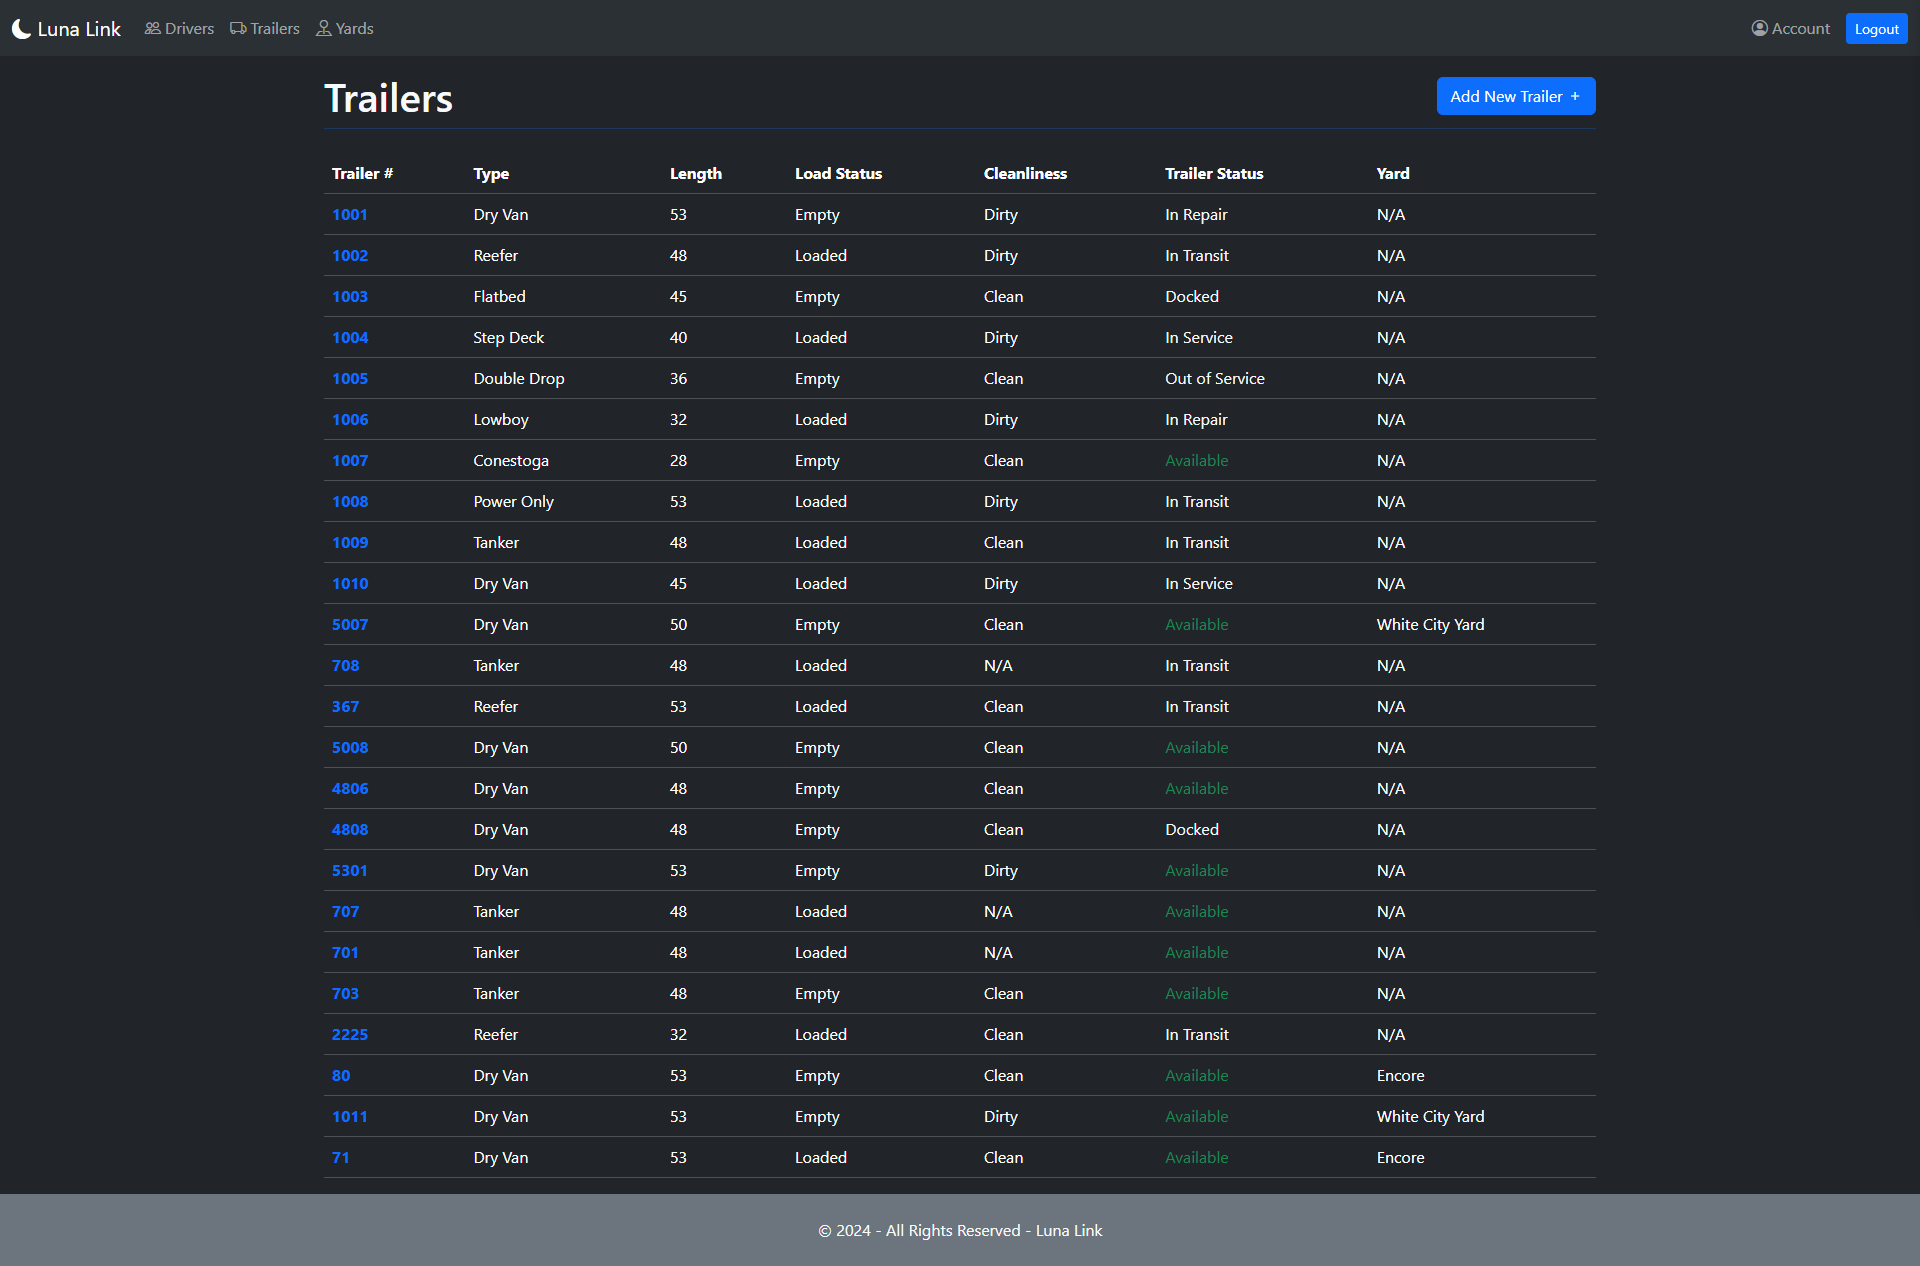 Luna Link Drivers Trailers Yards Account Logout
Trailers Add New Trailer +
Trailer # Type Length Load Status Cleanliness Trailer Status Yard
1001 Dry Van 53 Empty Dirty In Repair N/A
1002 Reefer 48 Loaded Dirty In Transit N/A
1003 Flatbed 45 Empty Clean Docked N/A
1004 Step Deck 40 Loaded Dirty In Service N/A
1005 Double Drop 36 Empty Clean Out of Service N/A
1006 Lowboy 32 Loaded Dirty In Repair N/A
1007 Conestoga 28 Empty Clean Available N/A
1008 Power Only 53 Loaded Dirty In Transit N/A
1009 Tanker 48 Loaded Clean In Transit N/A
1010 Dry Van 45 Loaded Dirty In Service N/A
5007 Dry Van 50 Empty Clean Available White City Yard
708 Tanker 48 Loaded N/A In Transit N/A
367 Reefer 53 Loaded Clean In Transit N/A
5008 Dry Van 50 Empty Clean Available N/A
4806 Dry Van 48 Empty Clean Available N/A
4808 Dry Van 48 Empty Clean Docked N/A
5301 Dry Van 53 Empty Dirty Available N/A
707 Tanker 48 Loaded N/A Available N/A
701 Tanker 48 Loaded N/A Available N/A
703 Tanker 48 Empty Clean Available N/A
2225 Reefer 32 Loaded Clean In Transit N/A
80 Dry Van 53 Empty Clean Available Encore
1011 Dry Van 53 Empty Dirty Available White City Yard
71 Dry Van 53 Loaded Clean Available Encore
© 2024 - All Rights Reserved - Luna Link